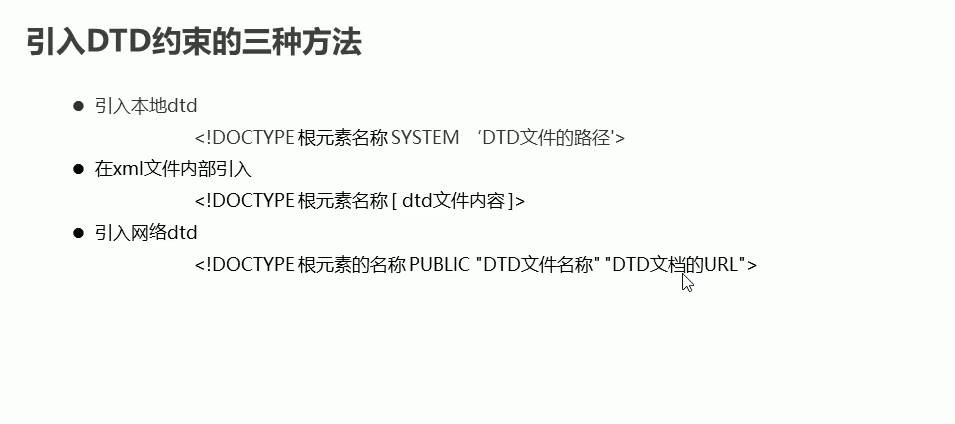 引入DTD约束的三种方法
● 引入本地dtd
<!DOCTYPE 根元素名称 SYSTEM ‘DTD文件的路径'>
● 在xml文件内部引入
<!DOCTYPE 根元素名称 [ dtd文件内容 ]>
● 引入网络dtd
<!DOCTYPE 根元素的名称 PUBLIC "DTD文件名称" "DTD文档的URL">